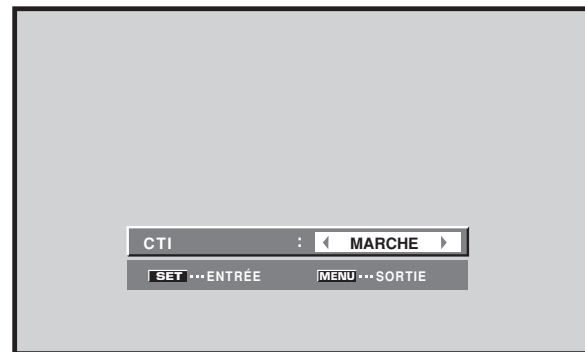 CTI : MARCHE
SET ··· ENTRÉE MENU ··· SORTIE